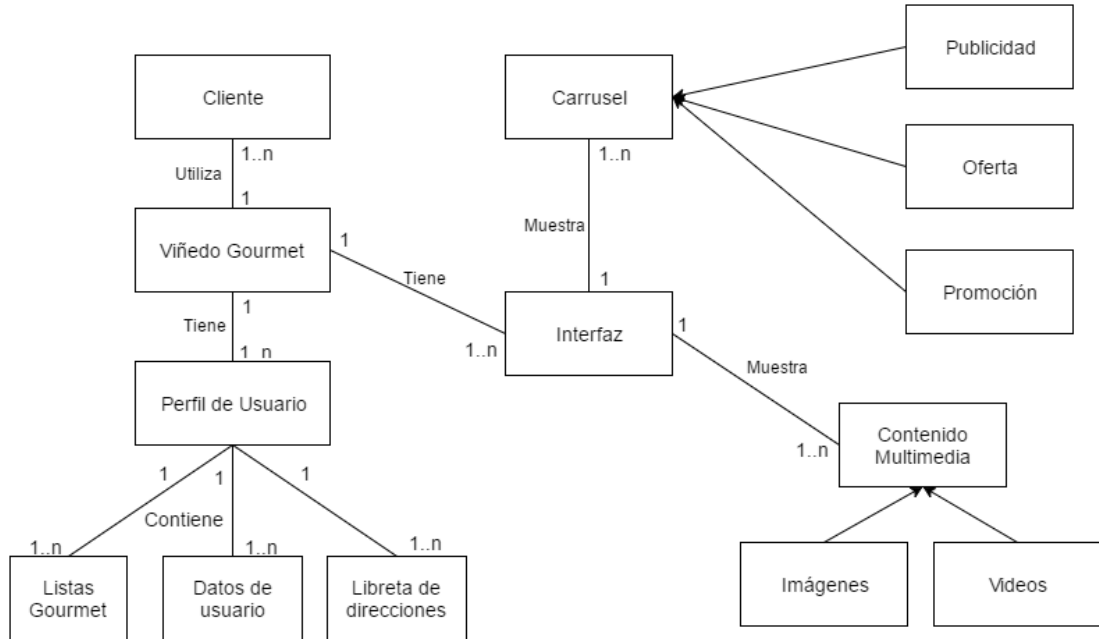 Publicidad
Cliente
Carrusel
1..n
1..n
Oferta
Utiliza
1
Viñedo Gourmet
1
Muestra
Tiene
Promoción
1
1
Tiene
Interfaz
1
1..n
1 n
Muestra
Perfil de Usuario
1..n
Contenido
Multimedia
1
1
1
Contiene
1..n
1..n
1..n
Listas
Gourmet
Datos de
usuario
Libreta de
direcciones
Imágenes
Videos